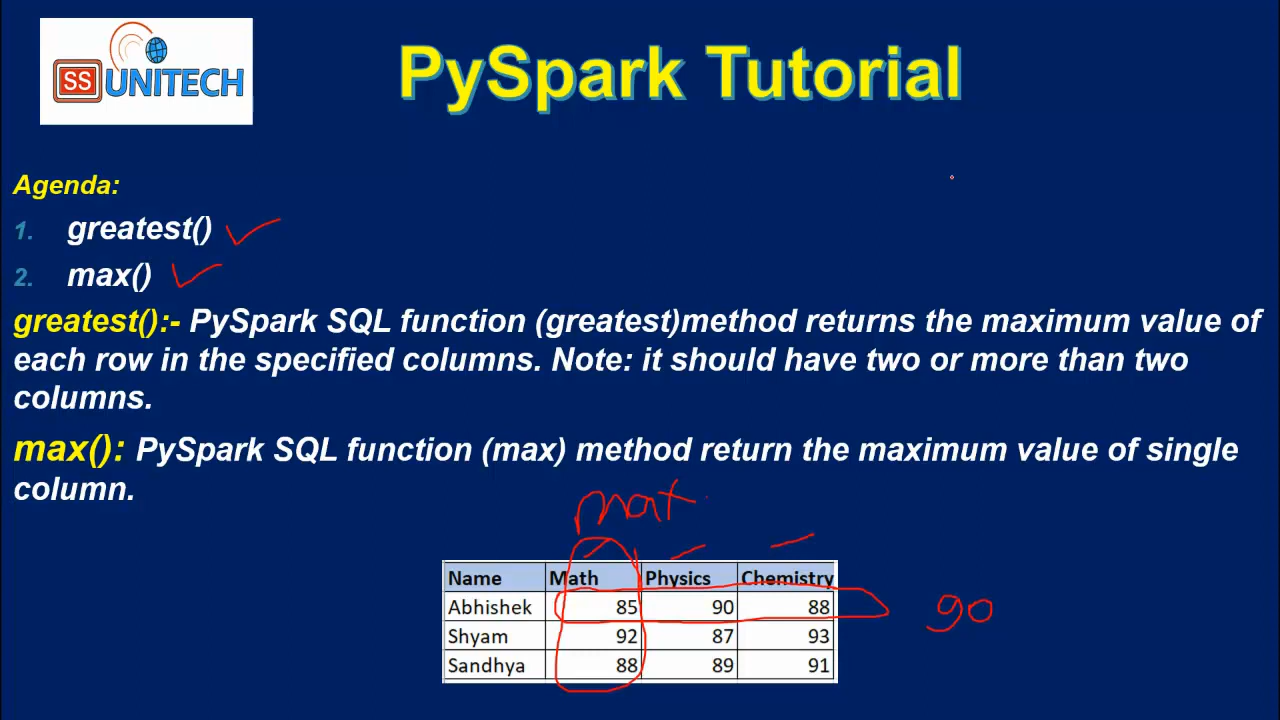 SS UNITECH
PySpark Tutorial
Agenda:
1. greatest()
2. max()
greatest():- PySpark SQL function (greatest)method returns the maximum value of
each row in the specified columns. Note: it should have two or more than two
columns.
max(): PySpark SQL function (max) method return the maximum value of single
column.
max
Name Math Physics Chemistry
Abhishek 85 90 88
90
Shyam 92 87 93
Sandhya 88 89 91